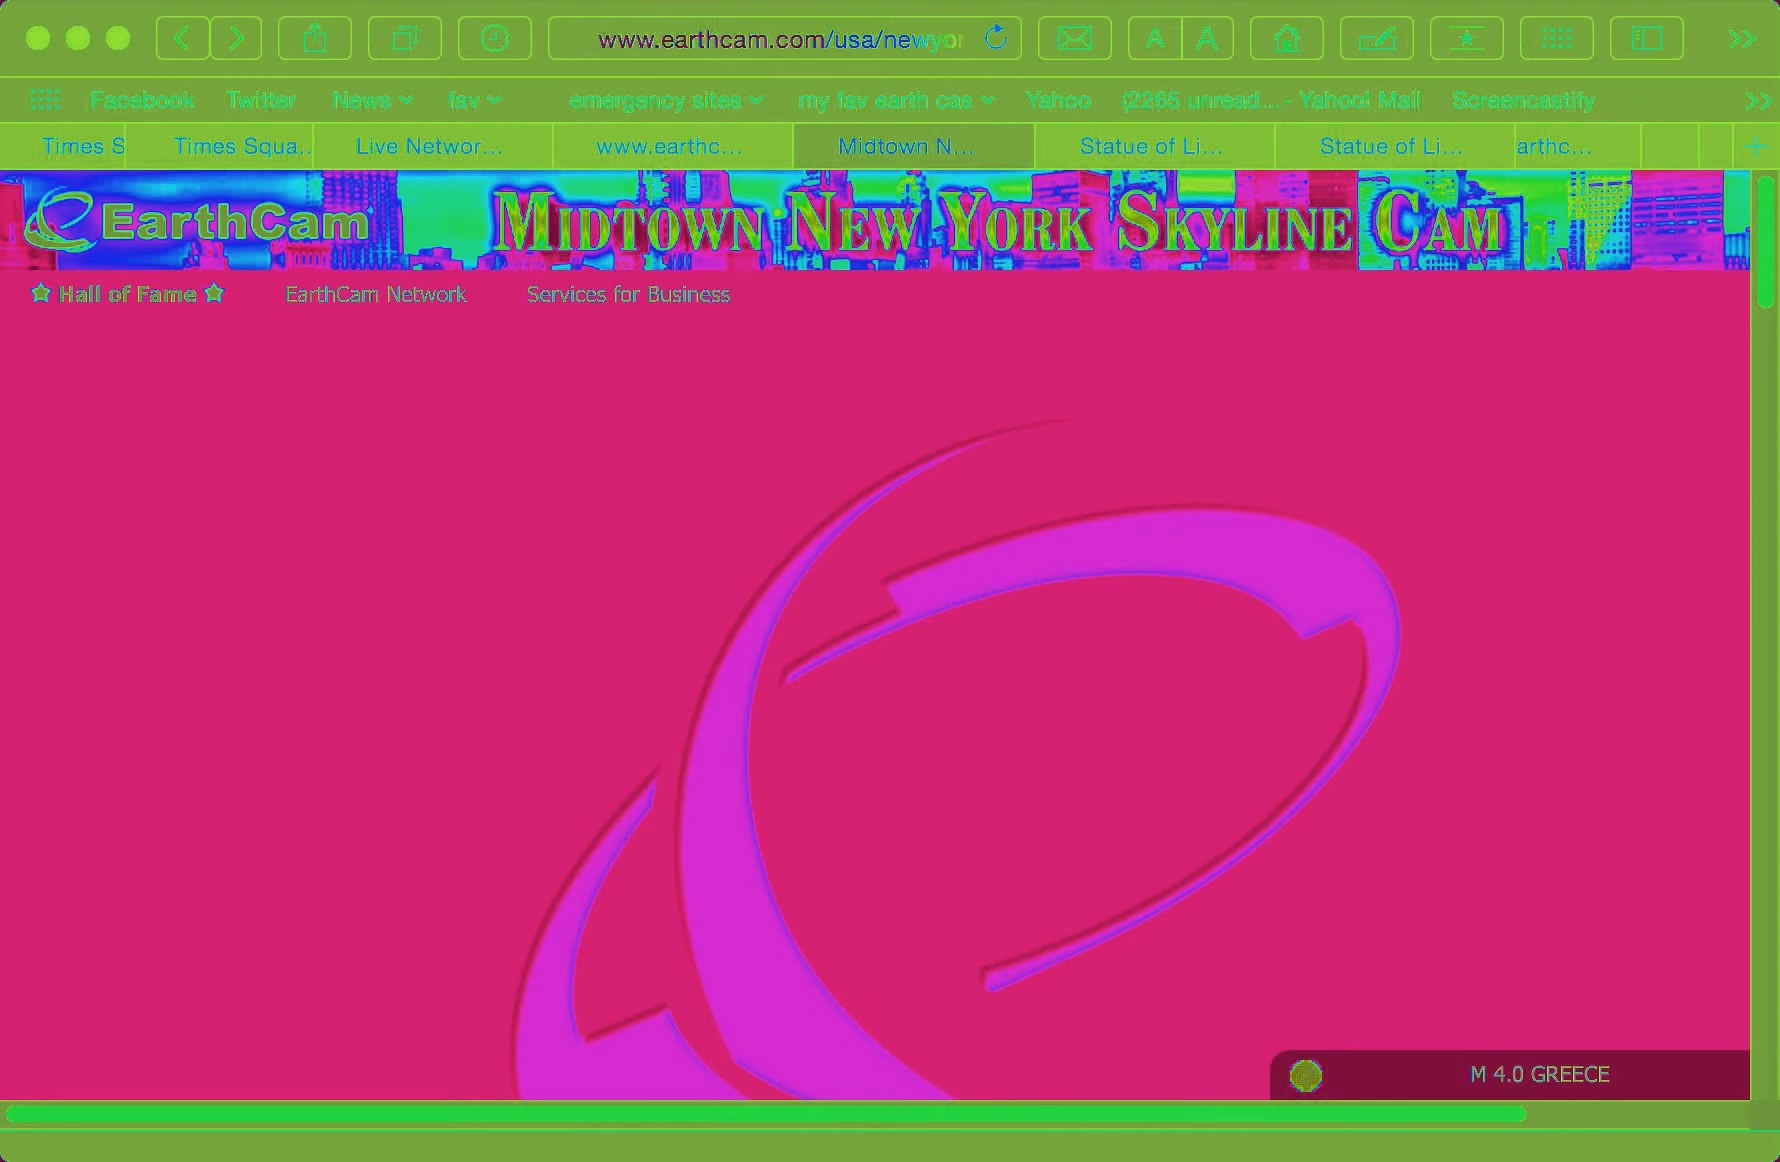 www.earthcam.com/usa/newyor A A
Facebook Twitter News fav emergency sites my fav earth cas Yahoo (2265 unread... - Yahoo! Mail Screencastify
Times S Times Squa.. Live Networ... www.earthc... Midtown N... Statue of Li... Statue of Li... arthc...
EarthCam MIDTOWN NEW YORK SKYLINE CAM
Hall of Fame EarthCam Network Services for Business
M 4.0 GREECE